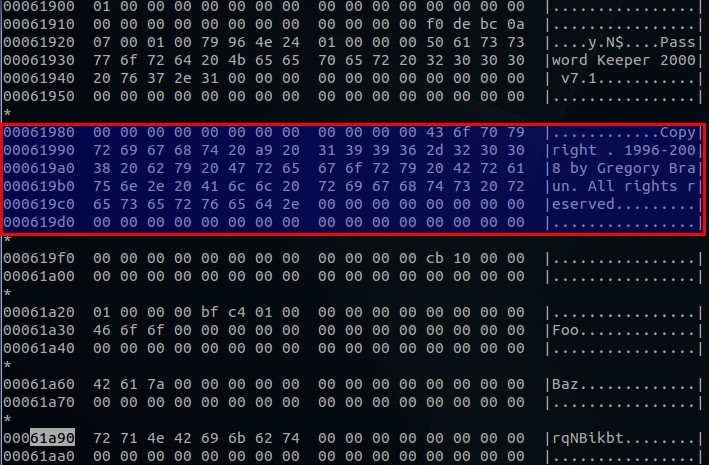 00061900  01 00 00 00 00 00 00 00  00 00 00 00 00 00 00 00  |................|
00061910  00 00 00 00 00 00 00 00  00 00 00 00 f0 de bc 0a
00061920  07 00 01 00 79 96 4e 24  01 00 00 00 50 61 73 73  |....y.N$....Pass
00061930  77 6f 72 64 20 4b 65 65  70 65 72 20 32 30 30 30  |word Keeper 2000
00061940  20 76 37 2e 31 00 00 00  00 00 00 00 00 00 00 00  | v7.1...........|
00061950  00 00 00 00 00 00 00 00  00 00 00 00 00 00 00 00  |................|
*
00061980  00 00 00 00 00 00 00 00  00 00 00 00 43 6f 70 79  |............Copy|
00061990  72 69 67 68 74 20 a9 20  31 39 39 36 2d 32 30 30  |right . 1996-200|
000619a0  38 20 62 79 20 47 72 65  67 6f 72 79 20 42 72 61  |8 by Gregory Bra|
000619b0  75 6e 2e 20 41 6c 6c 20  72 69 67 68 74 73 20 72  |un. All rights r|
000619c0  65 73 65 72 76 65 64 2e  00 00 00 00 00 00 00 00  |eserved.........|
000619d0  00 00 00 00 00 00 00 00  00 00 00 00 00 00 00 00  |................|
*
000619f0  00 00 00 00 00 00 00 00  00 00 00 00 cb 10 00 00  |................|
00061a00  00 00 00 00 00 00 00 00  00 00 00 00 00 00 00 00  |................|
*
00061a20  01 00 00 00 bf c4 01 00  00 00 00 00 00 00 00 00  |................|
00061a30  46 6f 6f 00 00 00 00 00  00 00 00 00 00 00 00 00  |Foo.............|
00061a40  00 00 00 00 00 00 00 00  00 00 00 00 00 00 00 00  |................|
*
00061a60  42 61 7a 00 00 00 00 00  00 00 00 00 00 00 00 00  |Baz.............|
00061a70  00 00 00 00 00 00 00 00  00 00 00 00 00 00 00 00  |................|
*
00061a90  72 71 4e 42 69 6b 62 74  00 00 00 00 00 00 00 00  |rqNBikbt........|
00061aa0  00 00 00 00 00 00 00 00  00 00 00 00 00 00 00 00  |................|